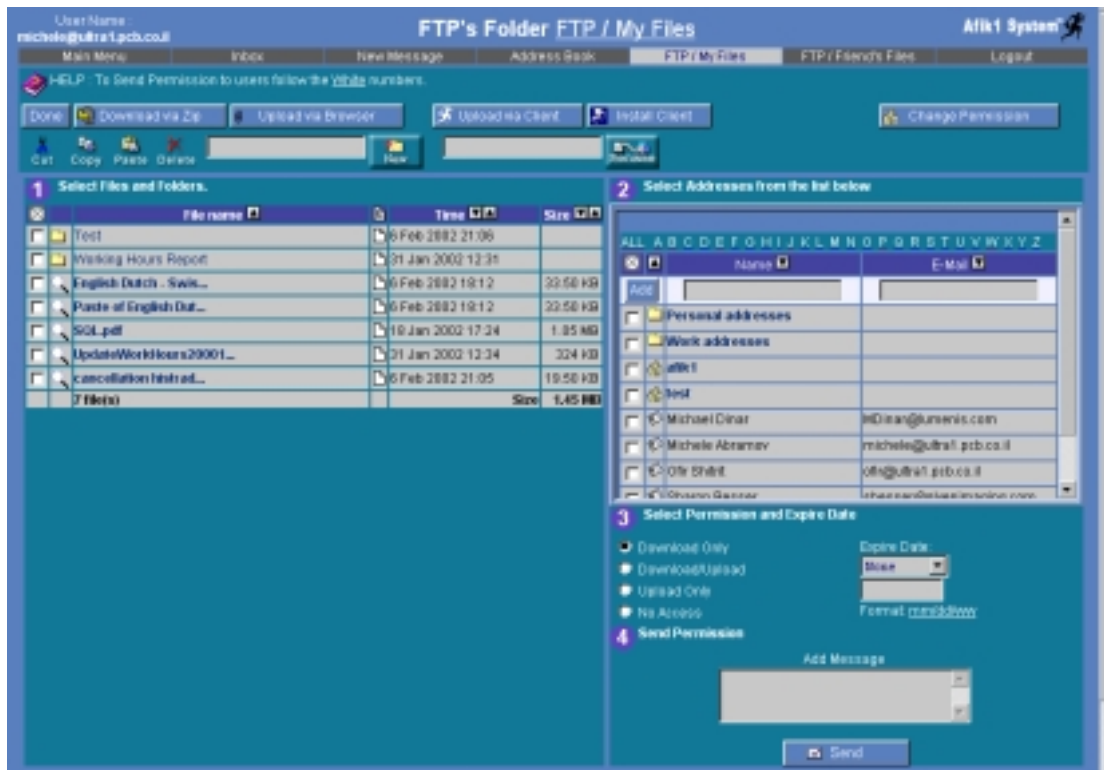 User Name:
michele@ultra1.pcb.co.il
FTP's Folder FTP / My Files
Afik1 System
Main Menu
Inbox
New Message
Address Book
FTP / My Files
FTP / Friend's Files
Logout
HELP : To Send Permission to users follow the White numbers.
Done
Download via Zip
Upload via Browser
Upload via Client
Install Client
Change Permission
Cut
Copy
Paste
Delete
New
1 Select Files and Folders.
File name
Time
Size
Test 6 Feb 2002 21:06
Working Hours Report 31 Jan 2002 12:31
English Dutch - Swis... 6 Feb 2002 18:12 33.50 KB
Paste of English Dut... 6 Feb 2002 18:12 33.50 KB
SQL.pdf 18 Jan 2002 17:24 1.05 MB
UpdateWorkHours20001... 31 Jan 2002 12:34 324 KB
cancellation 6 Feb 2002 21:05 19.50 KB
7 file(s) Size 1.45 MB
2 Select Addresses from the list below
ALL A B C D E F G H I J K L M N O P Q R S T U V W X Y Z
Name
E-Mail
Add
Personal addresses
Work addresses
afik1
test
Michael Dinar MDinar@lumenis.com
Michele Abramov michele@ultra1.pcb.co.il
Ofir Shitrit ofir@ultra1.pcb.co.il
3 Select Permission and Expire Date
Download Only
Download/Upload
Upload Only
No Access
Expire Date:
None
Format: mm/dd/yyyy
4 Send Permission
Add Message
Send